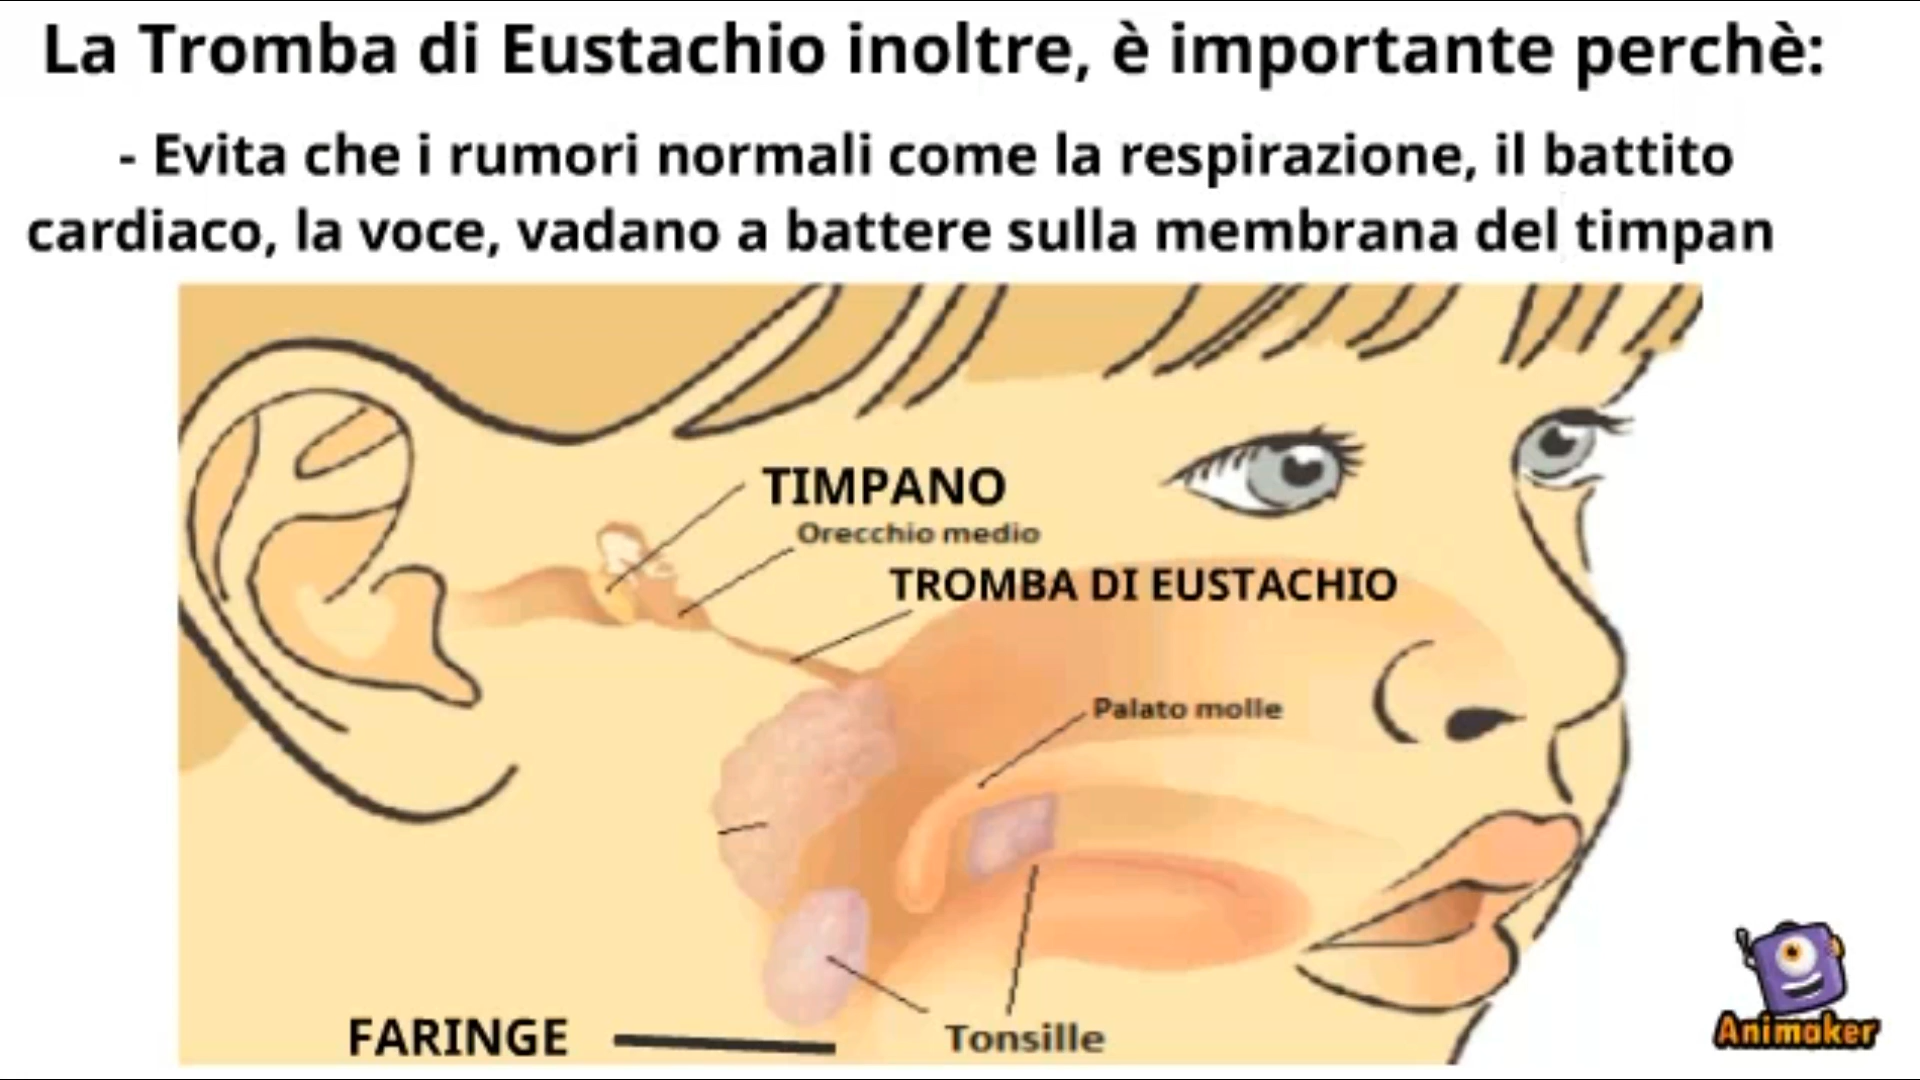 La Tromba di Eustachio inoltre, è importante perchè:
- Evita che i rumori normali come la respirazione, il battito
cardiaco, la voce, vadano a battere sulla membrana del timpan
TIMPANO
Orecchio medio
TROMBA DI EUSTACHIO
Palato molle
FARINGE
Tonsille
Animaker